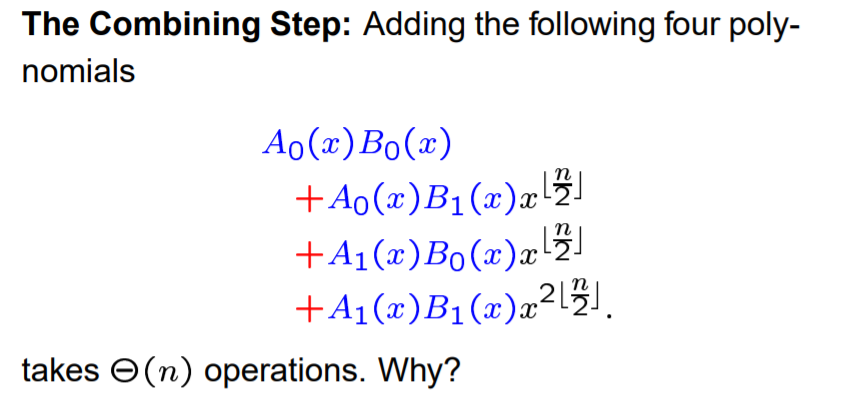 The Combining Step: Adding the following four poly-
nomials
A₀(x)B₀(x)
+A₀(x)B₁(x)x^{⌊n/2⌋}
+A₁(x)B₀(x)x^{⌊n/2⌋}
+A₁(x)B₁(x)x^{2⌊n/2⌋}.
takes Θ(n) operations. Why?